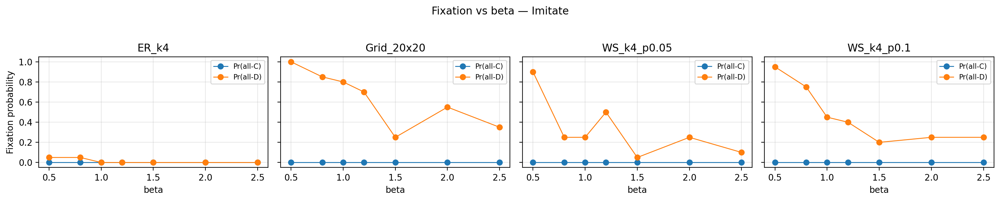 Fixation vs beta — Imitate
ER_k4
Grid_20x20
WS_k4_p0.05
WS_k4_p0.1
Fixation probability
1.0
0.8
0.6
0.4
0.2
0.0
Pr(all-C)
Pr(all-D)
Pr(all-C)
Pr(all-D)
Pr(all-C)
Pr(all-D)
Pr(all-C)
Pr(all-D)
0.5 1.0 1.5 2.0 2.5
0.5 1.0 1.5 2.0 2.5
0.5 1.0 1.5 2.0 2.5
0.5 1.0 1.5 2.0 2.5
beta
beta
beta
beta